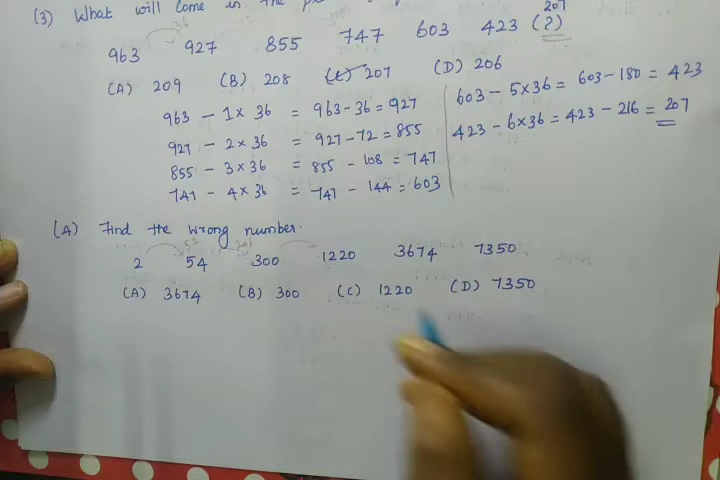 207
(3) What will Come in the
963 927 855 747 603 423 (?)
(A) 209 (B) 208 (C) 207 (D) 206
963 - 1 x 36 = 963 - 36 = 927
927 - 2 x 36 = 927 - 72 = 855
855 - 3 x 36 = 855 - 108 = 747
747 - 4 x 36 = 747 - 144 = 603
603 - 5 x 36 = 603 - 180 = 423
423 - 6 x 36 = 423 - 216 = 207
(A) Find the wrong number.
2 54 300 1220 3674 7350
(A) 3674 (B) 300 (C) 1220 (D) 7350